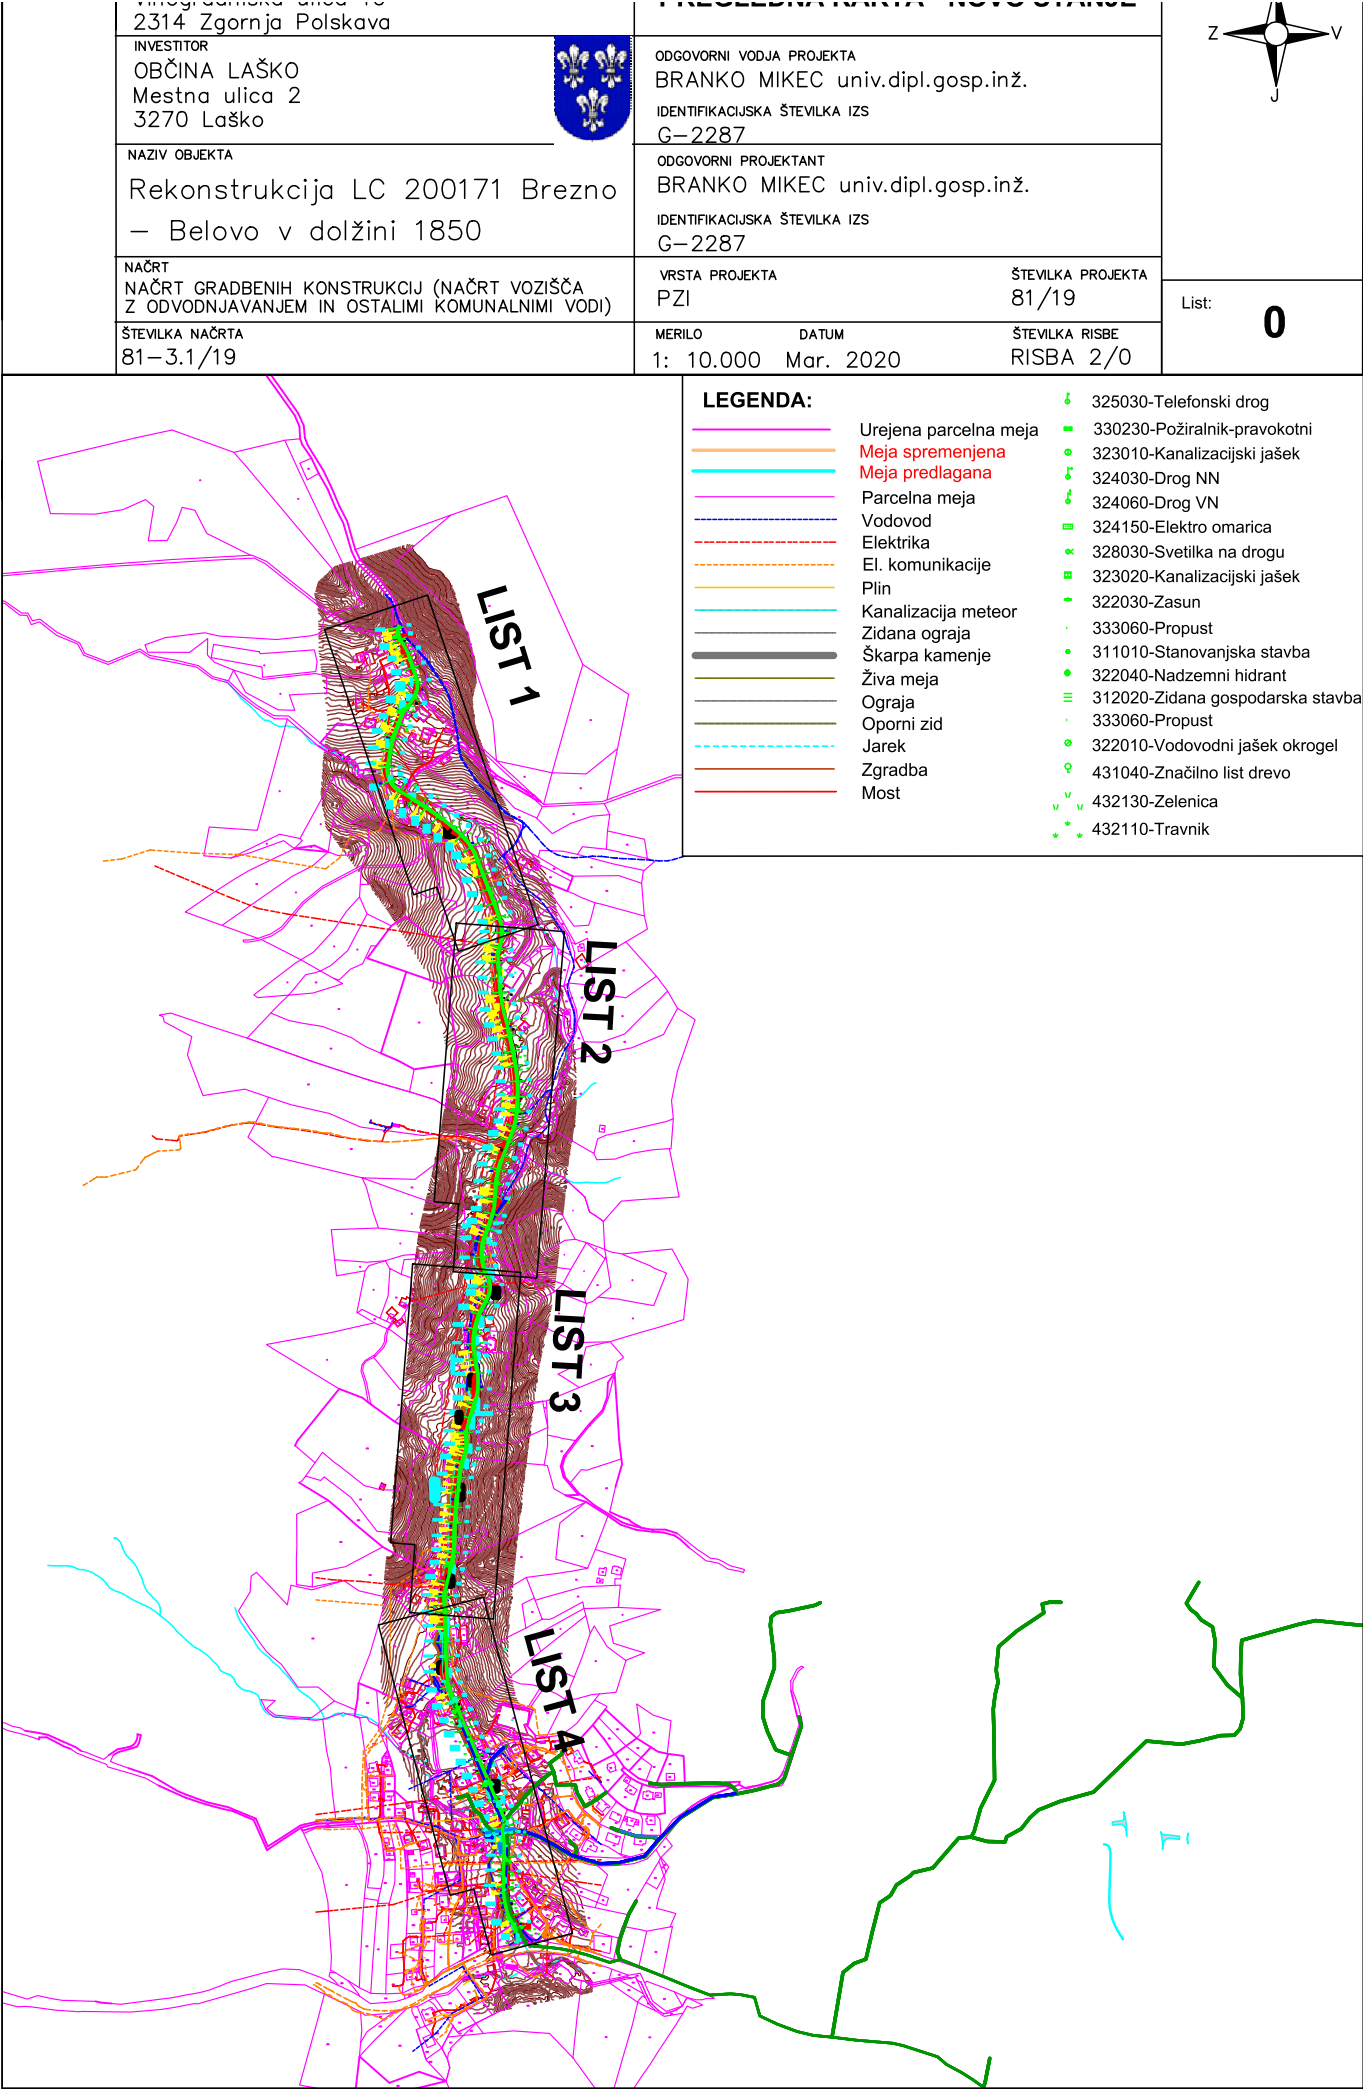 2314 Zgornja Polskava
INVESTITOR
OBČINA LAŠKO
Mestna ulica 2
3270 Laško
NAZIV OBJEKTA
Rekonstrukcija LC 200171 Brezno
– Belovo v dolžini 1850
NAČRT
NAČRT GRADBENIH KONSTRUKCIJ (NAČRT VOZIŠČA
Z ODVODNJAVANJEM IN OSTALIMI KOMUNALNIMI VODI)
ŠTEVILKA NAČRTA
81–3.1/19
PREGLEDNA KARTA - NOVO STANJE
ODGOVORNI VODJA PROJEKTA
BRANKO MIKEC univ.dipl.gosp.inž.
IDENTIFIKACIJSKA ŠTEVILKA IZS
G–2287
ODGOVORNI PROJEKTANT
BRANKO MIKEC univ.dipl.gosp.inž.
IDENTIFIKACIJSKA ŠTEVILKA IZS
G–2287
VRSTA PROJEKTA
PZI
ŠTEVILKA PROJEKTA
81/19
MERILO
1: 10.000
DATUM
Mar. 2020
ŠTEVILKA RISBE
RISBA 2/0
Z
V
J
List:
0
LEGENDA:
Urejena parcelna meja
Meja spremenjena
Meja predlagana
Parcelna meja
Vodovod
Elektrika
El. komunikacije
Plin
Kanalizacija meteor
Zidana ograja
Škarpa kamenje
Živa meja
Ograja
Oporni zid
Jarek
Zgradba
Most
325030-Telefonski drog
330230-Požiralnik-pravokotni
323010-Kanalizacijski jašek
324030-Drog NN
324060-Drog VN
324150-Elektro omarica
328030-Svetilka na drogu
323020-Kanalizacijski jašek
322030-Zasun
333060-Propust
311010-Stanovanjska stavba
322040-Nadzemni hidrant
312020-Zidana gospodarska stavba
333060-Propust
322010-Vodovodni jašek okrogel
431040-Značilno list drevo
432130-Zelenica
432110-Travnik
LIST 1
LIST 2
LIST 3
LIST 4